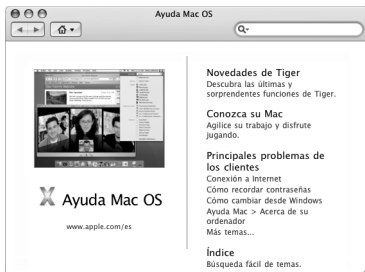 Ayuda Mac OS
Ayuda Mac OS
www.apple.com/es
Novedades de Tiger
Descubra las últimas y
sorprendentes funciones de Tiger.
Conozca su Mac
Agilice su trabajo y disfrute
jugando.
Principales problemas de
los clientes
Conexión a Internet
Cómo recordar contraseñas
Cómo cambiar desde Windows
Ayuda Mac > Acerca de su
ordenador
Más temas...
Índice
Búsqueda fácil de temas.